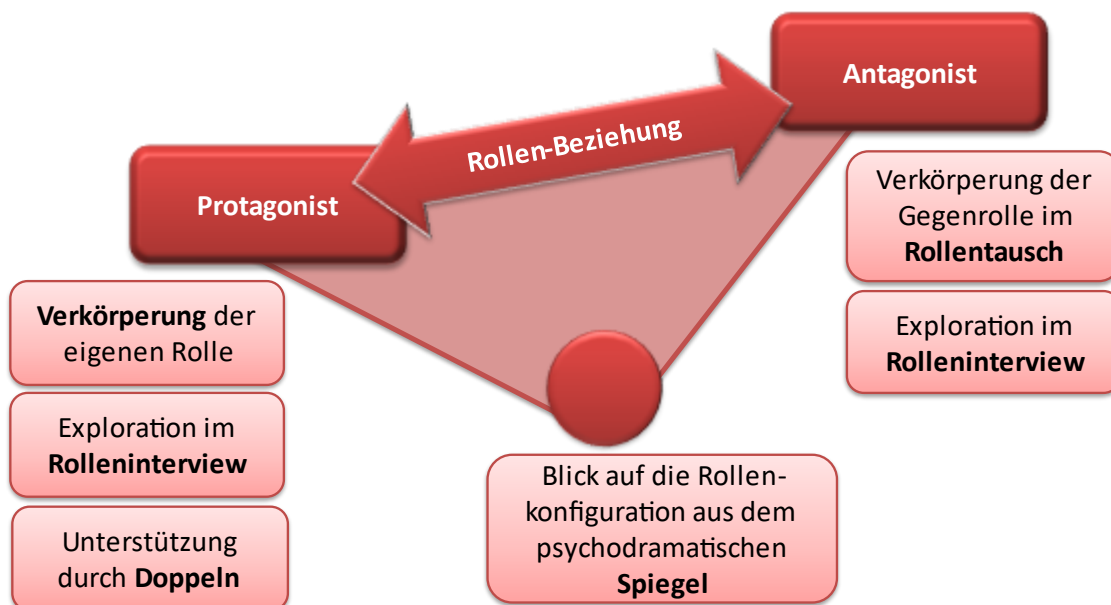 Antagonist
Rollen-Beziehung
Protagonist
Verkörperung der
Gegenrolle im
Rollentausch
Exploration im
Rolleninterview
Verkörperung der
eigenen Rolle
Exploration im
Rolleninterview
Unterstützung
durch Doppeln
Blick auf die Rollen-
konfiguration aus dem
psychodramatischen
Spiegel